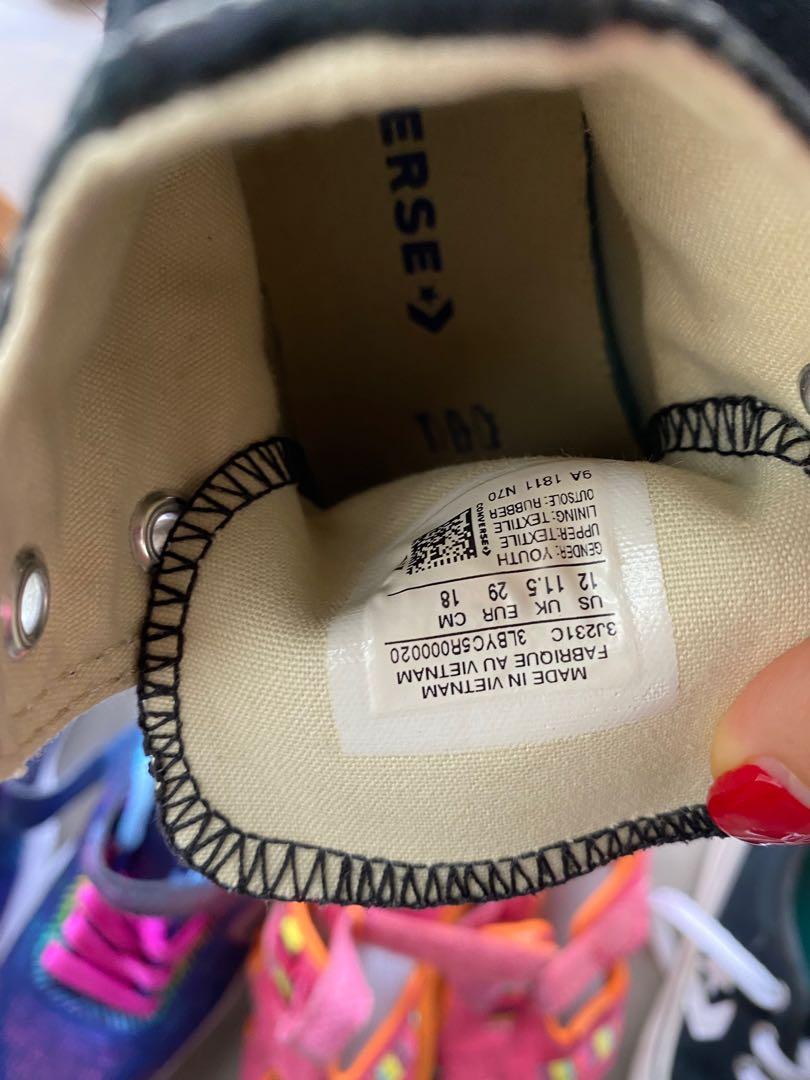 ERSE
MADE IN VIETNAM
FABRIQUE AU VIETNAM
3J231C 3LBYC5R000020
US UK EUR CM
12 11.5 29 18
GENDER: YOUTH
UPPER:TEXTILE
LINING: TEXTILE
OUTSOLE: RUBBER
CONVERSE
9A 1811 N70